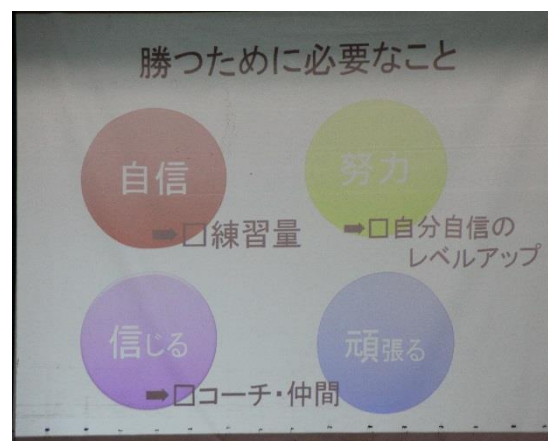 勝つために必要なこと
自信
➡□練習量
努力
➡□自分自信の
レベルアップ
信じる
➡□コーチ・仲間
頑張る